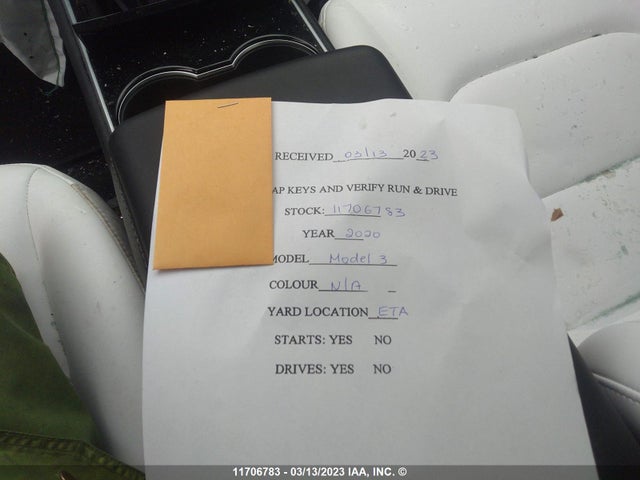 RECEIVED 03/13 2023
AP KEYS AND VERIFY RUN & DRIVE
STOCK: 11706783
YEAR 2020
MODEL Model 3
COLOUR N/A
YARD LOCATION ETA
STARTS: YES NO
DRIVES: YES NO
11706783 - 03/13/2023 IAA, INC. ©